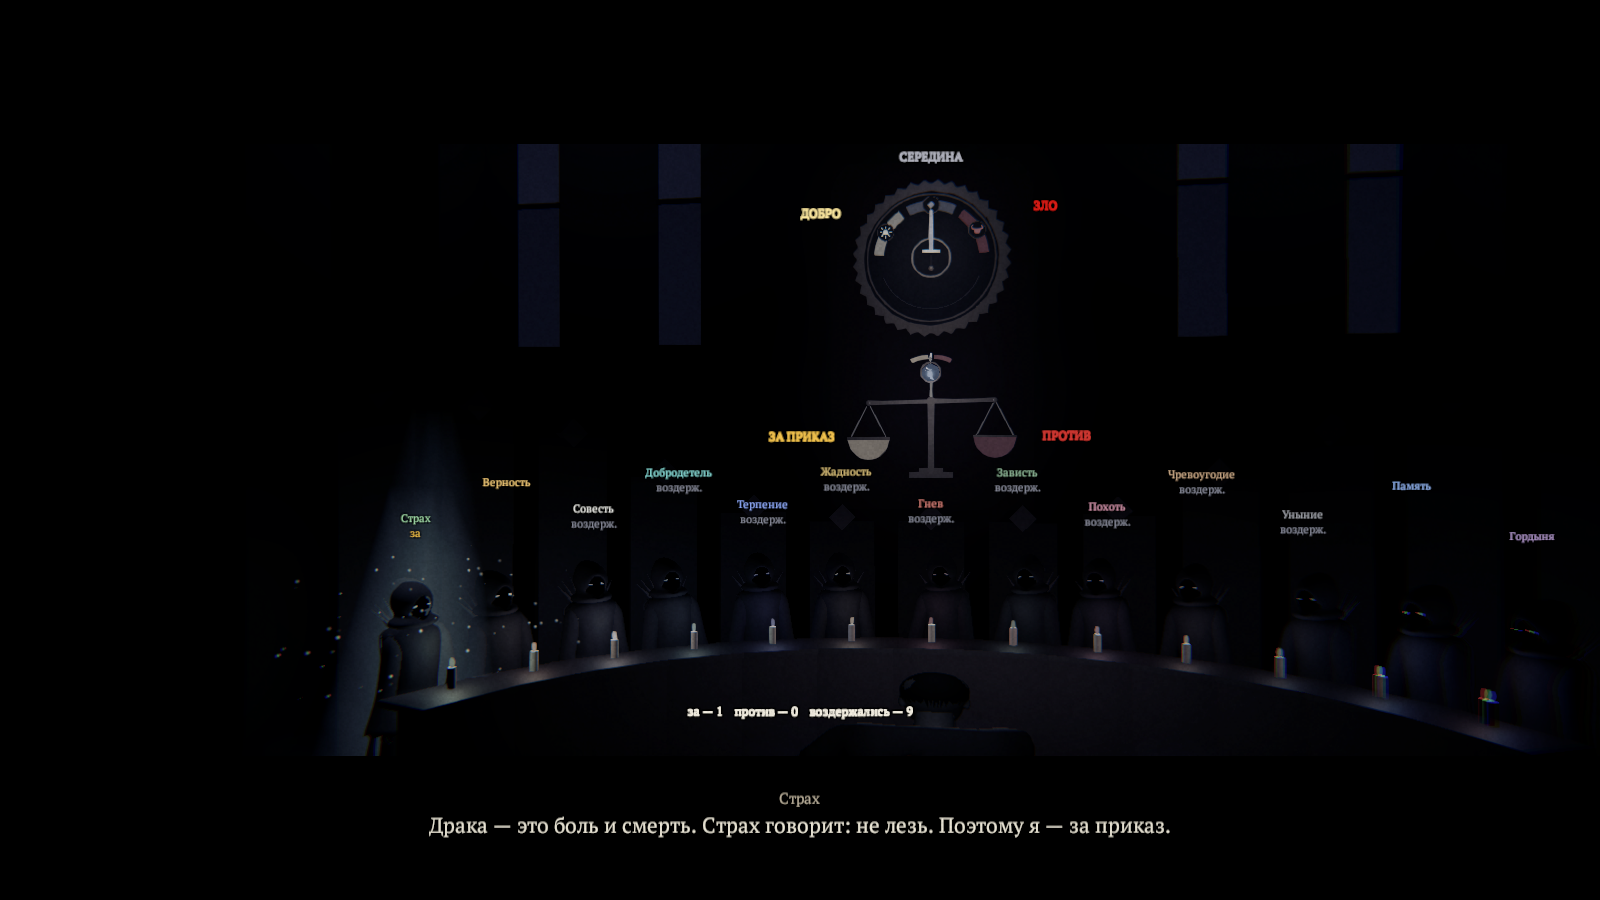 СЕРЕДИНА
ДОБРО
ЗЛО
ЗА ПРИКАЗ
ПРОТИВ
Страх
за
Верность
Совесть
воздерж.
Добродетель
воздерж.
Терпение
воздерж.
Жадность
воздерж.
Гнев
воздерж.
Зависть
воздерж.
Похоть
воздерж.
Чревоугодие
воздерж.
Уныние
воздерж.
Память
Гордыня
за — 1 против — 0 воздержались — 9
Страх
Драка — это боль и смерть. Страх говорит: не лезь. Поэтому я — за приказ.